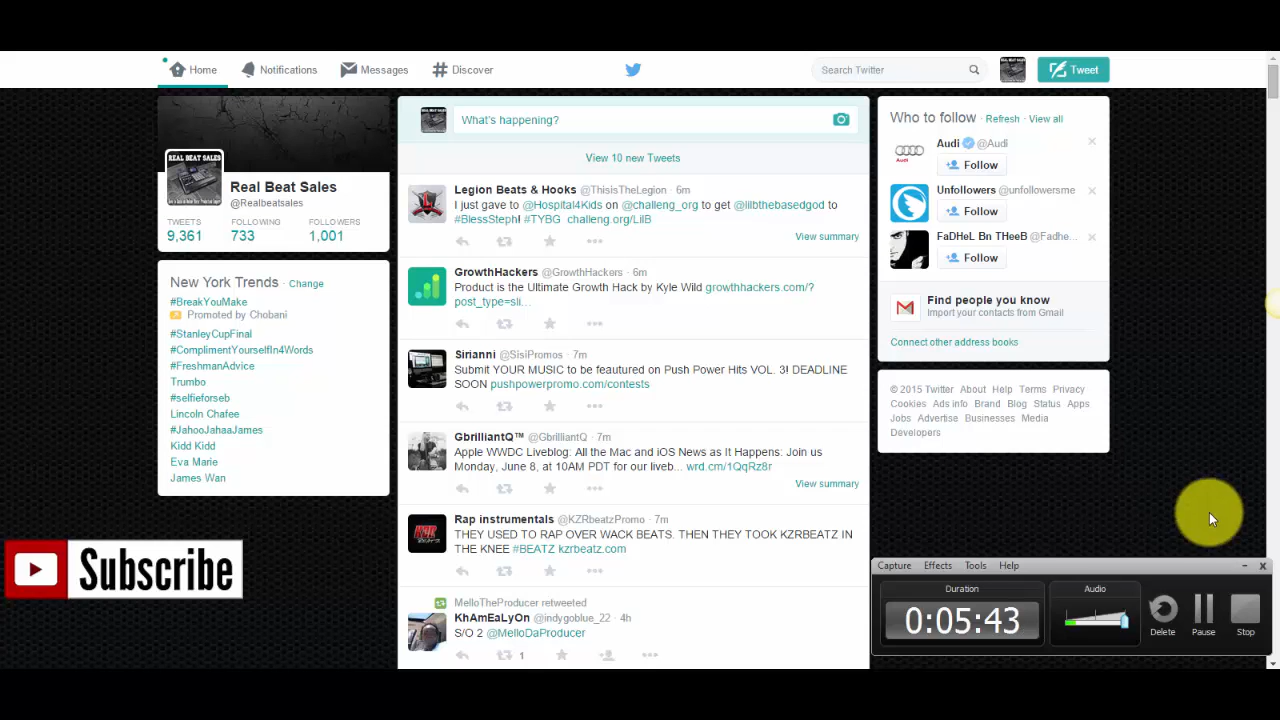 Home
Notifications
Messages
Discover
Search Twitter
Tweet
REAL BEAT SALES
Real Beat Sales
@Realbeatsales
TWEETS FOLLOWING FOLLOWERS
9,361 733 1,001
New York Trends · Change
#BreakYouMake
Promoted by Chobani
#StanleyCupFinal
#ComplimentYourselfIn4Words
#FreshmanAdvice
Trumbo
#selfieforseb
Lincoln Chafee
#JahooJahaaJames
Kidd Kidd
Eva Marie
James Wan
Subscribe
What's happening?
View 10 new Tweets
Legion Beats & Hooks @ThisisTheLegion · 6m
I just gave to @Hospital4Kids on @challeng_org to get @lilbthebasedgod to
#BlessSteph! #TYBG challeng.org/LilB
View summary
GrowthHackers @GrowthHackers · 6m
Product is the Ultimate Growth Hack by Kyle Wild growthhackers.com/?
post_type=sli...
Sirianni @SisiPromos · 7m
Submit YOUR MUSIC to be feautured on Push Power Hits VOL. 3! DEADLINE
SOON pushpowerpromo.com/contests
GbrilliantQ™ @GbrilliantQ · 7m
Apple WWDC Liveblog: All the Mac and iOS News as It Happens: Join us
Monday, June 8, at 10AM PDT for our liveb... wrd.cm/1QqRz8r
View summary
Rap instrumentals @KZRbeatzPromo · 7m
THEY USED TO RAP OVER WACK BEATS. THEN THEY TOOK KZRBEATZ IN
THE KNEE #BEATZ kzrbeatz.com
MelloTheProducer retweeted
KhAmEaLyOn @indygoblue_22 · 4h
S/O 2 @MelloDaProducer
1
Who to follow · Refresh · View all
Audi @Audi
Audi
Follow
Unfollowers @unfollowersme
Follow
FaDHeL Bn THeeB @Fadhe...
Follow
Find people you know
Import your contacts from Gmail
Connect other address books
© 2015 Twitter About Help Terms Privacy
Cookies Ads info Brand Blog Status Apps
Jobs Advertise Businesses Media
Developers
Capture Effects Tools Help
Duration
0:05:43
Audio
Delete
Pause
Stop